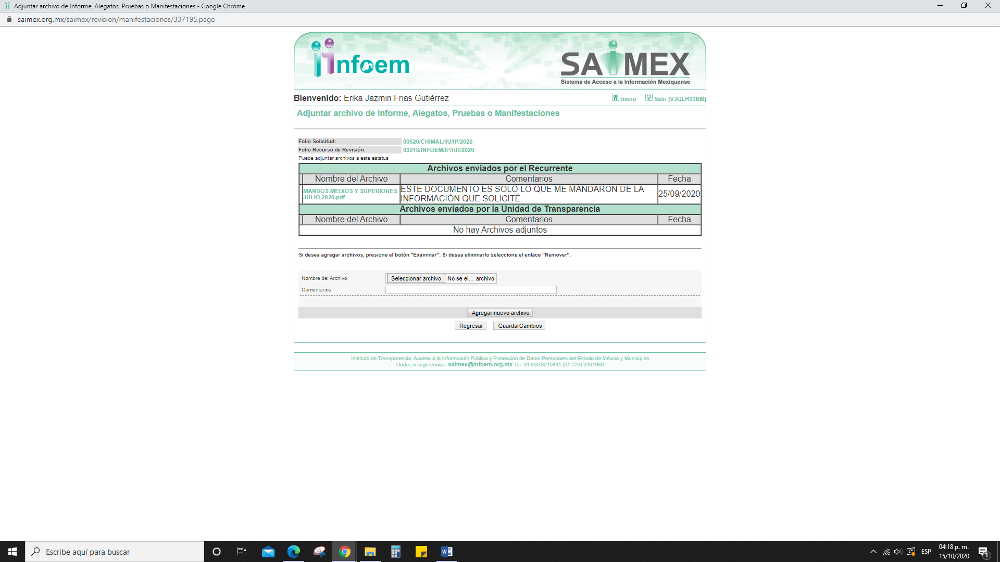 Adjuntar archivo de Informe, Alegatos, Pruebas o Manifestaciones - Google Chrome
saimex.org.mx/saimex/revision/manifestaciones/337195.page
infoem
SAIMEX
Sistema de Acceso a la Información Mexiquense
Bienvenido: Erika Jazmin Frias Gutiérrez
Inicio Salir [VJGLH93BM]
Adjuntar archivo de Informe, Alegatos, Pruebas o Manifestaciones
Folio Solicitud: 00520/CHIMALHU/IP/2020
Folio Recurso de Revisión: 03918/INFOEM/IP/RR/2020
Puede adjuntar archivos a este estatus
Archivos enviados por el Recurrente
Nombre del Archivo Comentarios Fecha
MANDOS MEDIOS Y SUPERIORES JULIO 2020.pdf
ESTE DOCUMENTO ES SOLO LO QUE ME MANDARON DE LA
INFORMACIÓN QUE SOLICITÉ
25/09/2020
Archivos enviados por la Unidad de Transparencia
Nombre del Archivo Comentarios Fecha
No hay Archivos adjuntos
Si desea agregar archivos, presione el botón "Examinar". Si desea eliminarlo seleccione el enlace "Remover".
Nombre del Archivo Seleccionar archivo No se el... archivo
Comentarios
Agregar nuevo archivo
Regresar GuardarCambios
Instituto de Transparencia, Acceso a la Información Pública y Protección de Datos Personales del Estado de México y Municipios
Dudas o sugerencias: saimex@infoem.org.mx Tel. 01 800 8210441 (01 722) 2261980
Escribe aquí para buscar
ESP
04:18 p. m.
15/10/2020
1